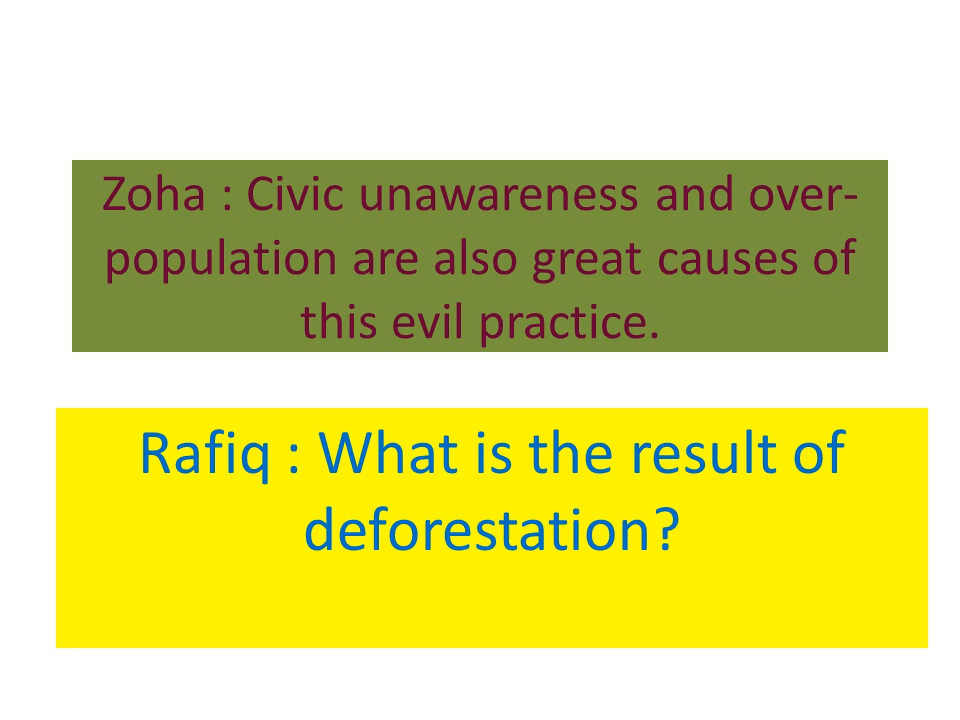 Zoha : Civic unawareness and over-
population are also great causes of
this evil practice.
Rafiq : What is the result of
deforestation?